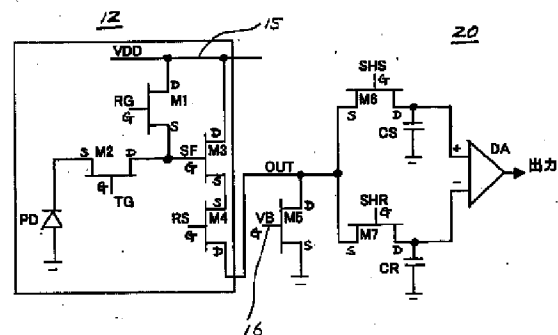 12
15
20
VDD
D
RG
M1
G
S
S
M2
D
SF
G
D
M3
S
G
TG
PD
RS
G
S
M4
D
OUT
VB
G
D
M5
S
16
SHS
G
S
M6
D
CS
SHR
G
S
M7
D
CR
+
DA
−
出力